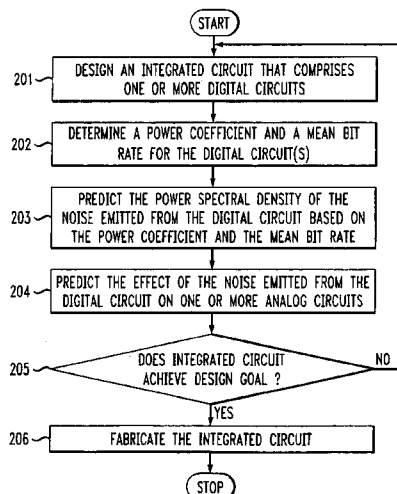 START
201
DESIGN AN INTEGRATED CIRCUIT THAT COMPRISES
ONE OR MORE DIGITAL CIRCUITS
202
DETERMINE A POWER COEFFICIENT AND A MEAN BIT
RATE FOR THE DIGITAL CIRCUIT(S)
203
PREDICT THE POWER SPECTRAL DENSITY OF THE
NOISE EMITTED FROM THE DIGITAL CIRCUIT BASED ON
THE POWER COEFFICIENT AND THE MEAN BIT RATE
204
PREDICT THE EFFECT OF THE NOISE EMITTED FROM THE
DIGITAL CIRCUIT ON ONE OR MORE ANALOG CIRCUITS
205
DOES INTEGRATED CIRCUIT
ACHIEVE DESIGN GOAL ?
NO
YES
206
FABRICATE THE INTEGRATED CIRCUIT
STOP